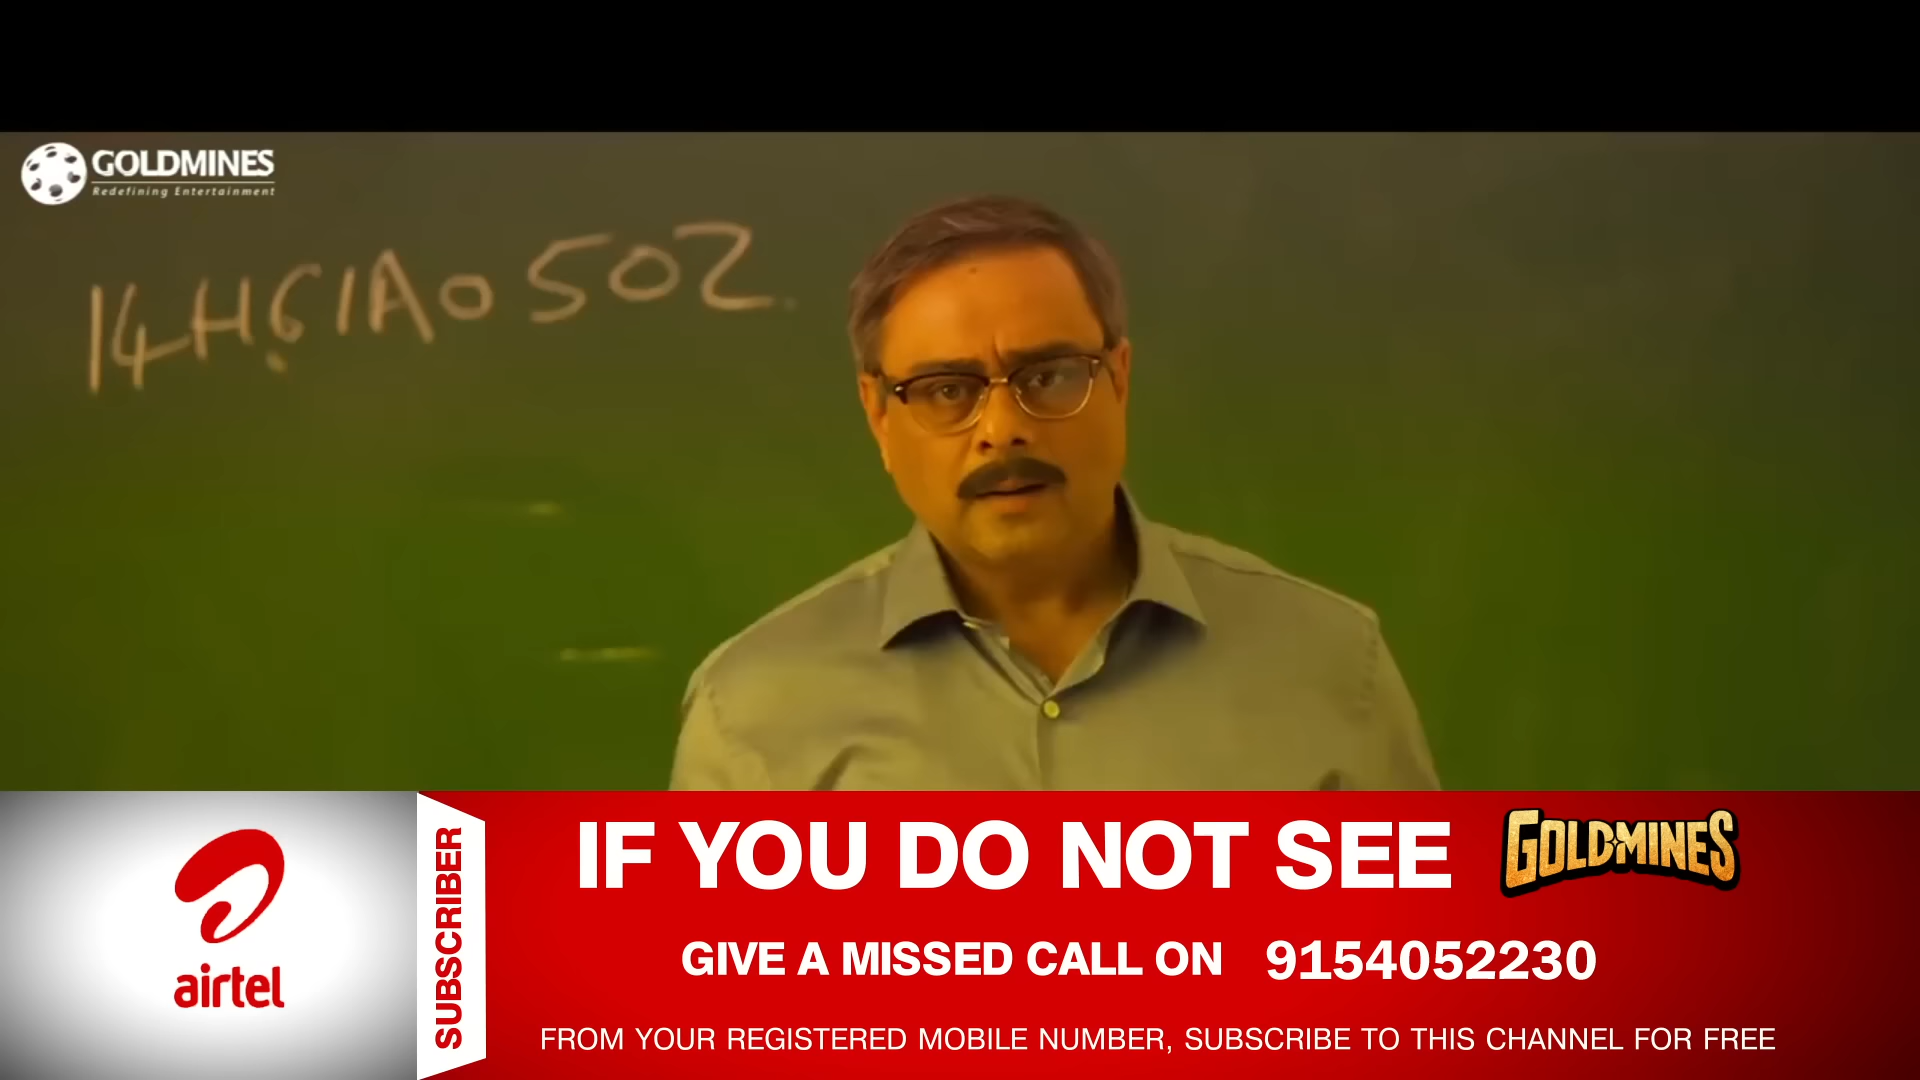 GOLDMINES
Redefining Entertainment
14H61A0502
airtel
SUBSCRIBER
IF YOU DO NOT SEE GOLDMINES
GIVE A MISSED CALL ON 9154052230
FROM YOUR REGISTERED MOBILE NUMBER, SUBSCRIBE TO THIS CHANNEL FOR FREE